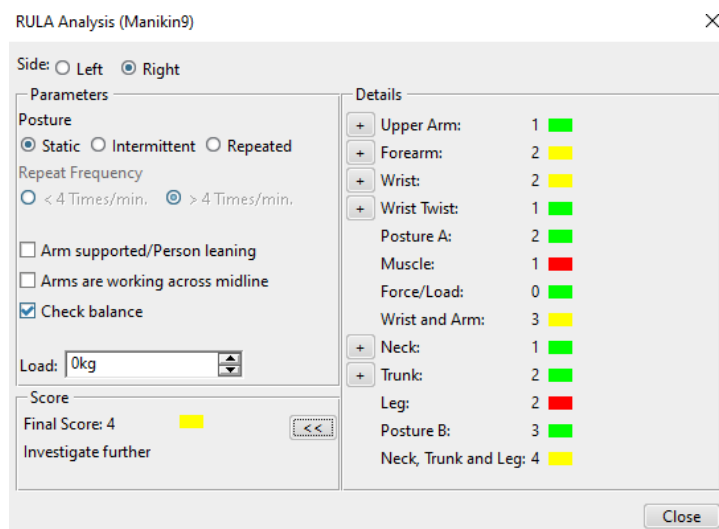 RULA Analysis (Manikin9)
Side: Left Right
Parameters
Posture
Static Intermittent Repeated
Repeat Frequency
< 4 Times/min. > 4 Times/min.
Arm supported/Person leaning
Arms are working across midline
Check balance
Load: 0kg
Score
Final Score: 4
<<
Investigate further
Details
+ Upper Arm: 1
+ Forearm: 2
+ Wrist: 2
+ Wrist Twist: 1
Posture A: 2
Muscle: 1
Force/Load: 0
Wrist and Arm: 3
+ Neck: 1
+ Trunk: 2
Leg: 2
Posture B: 3
Neck, Trunk and Leg: 4
Close